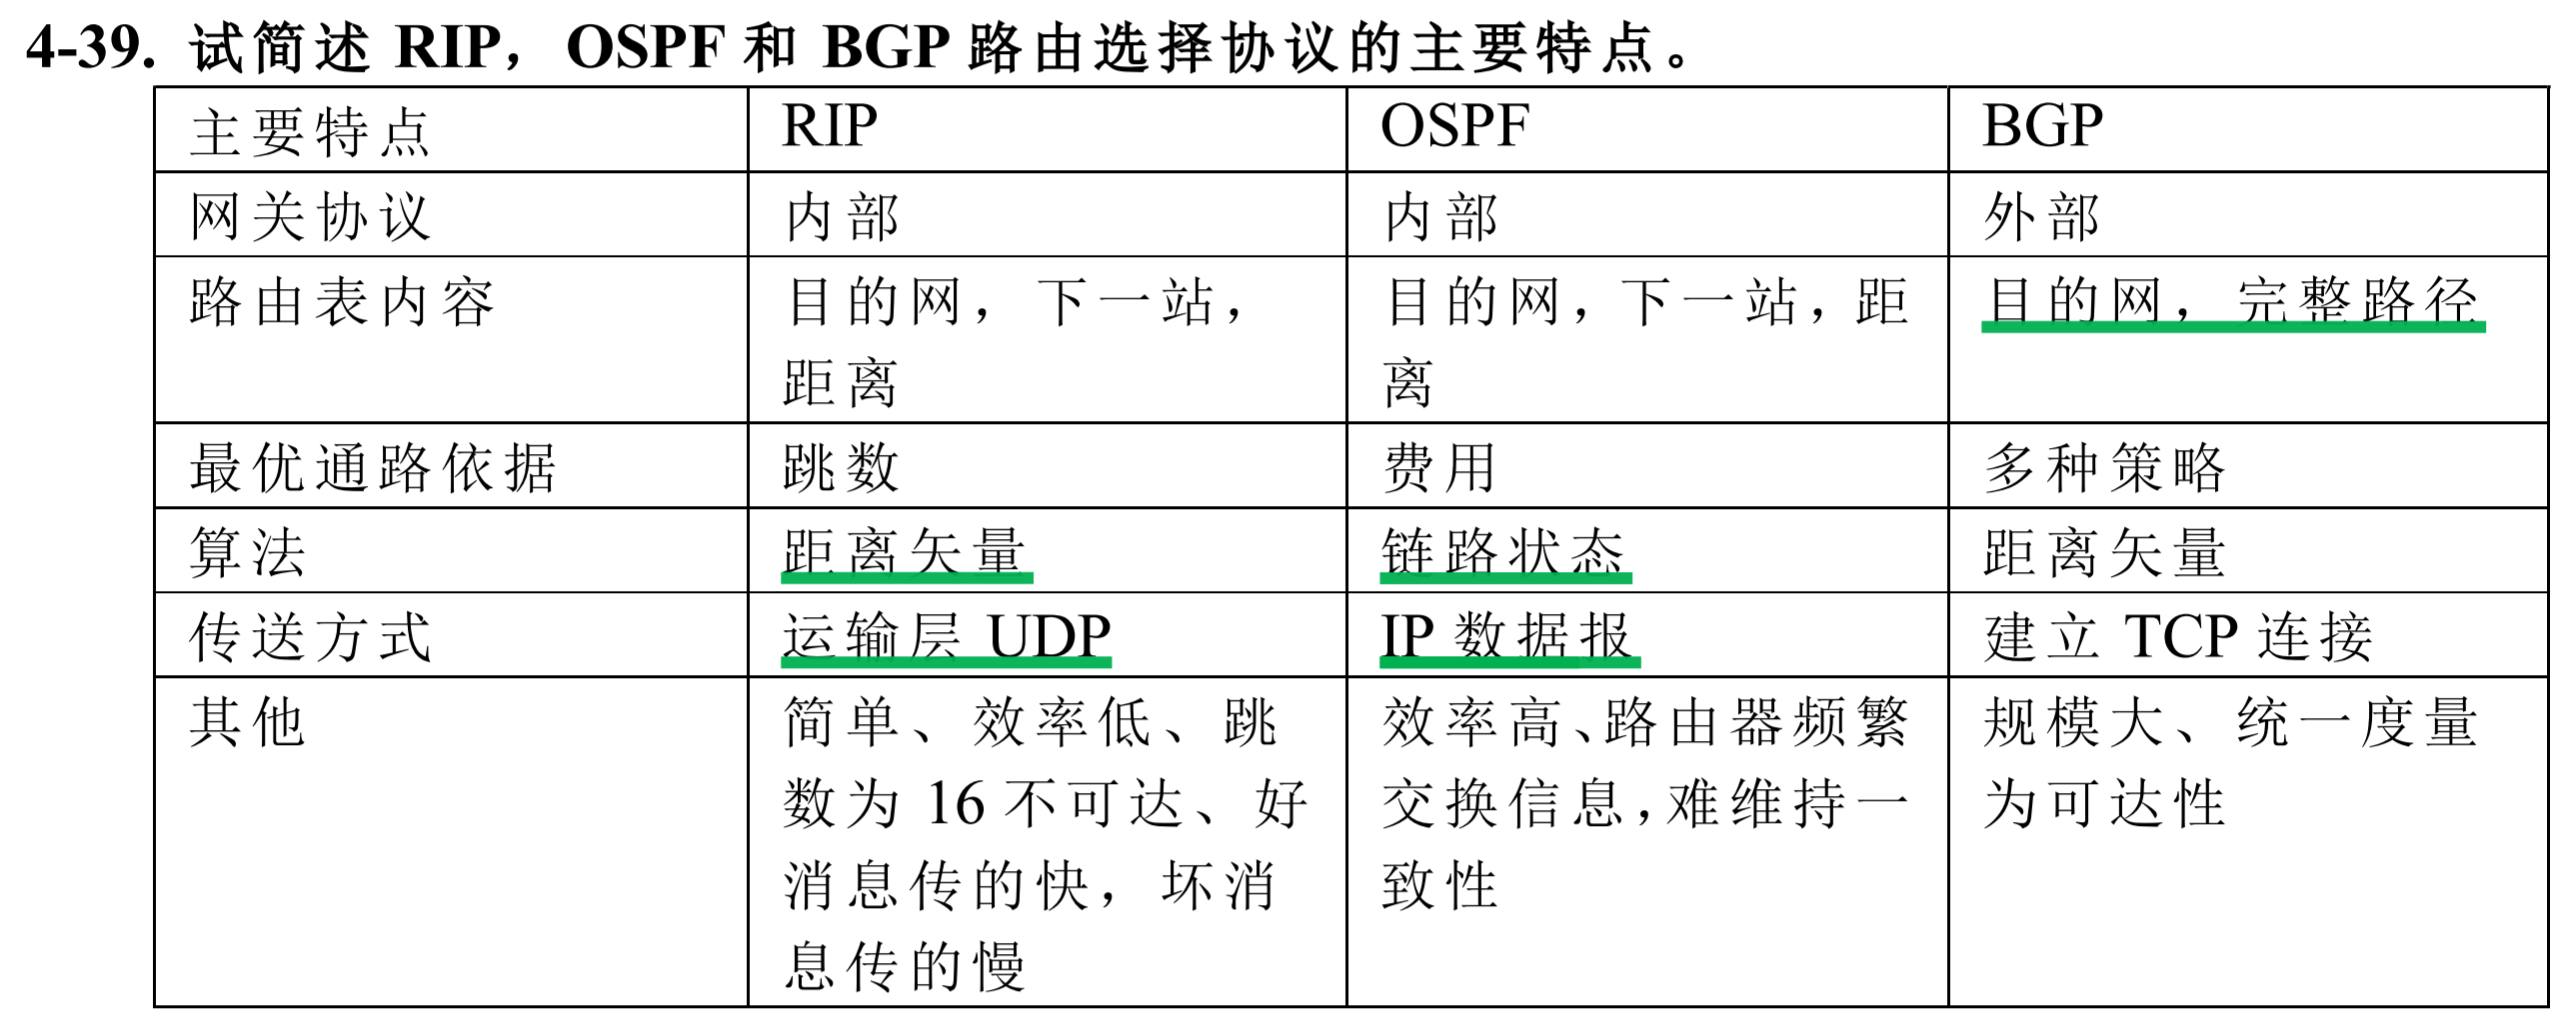 4-39. 试简述 RIP，OSPF 和 BGP 路由选择协议的主要特点。
主要特点 RIP OSPF BGP
网关协议 内部 内部 外部
路由表内容 目的网，下一站， 目的网，下一站，距 目的网，完整路径
距离 离
最优通路依据 跳数 费用 多种策略
算法 距离矢量 链路状态 距离矢量
传送方式 运输层 UDP IP 数据报 建立 TCP 连接
其他 简单、效率低、跳 效率高、路由器频繁 规模大、统一度量
数为 16 不可达、好 交换信息，难维持一 为可达性
消息传的快，坏消 致性
息传的慢